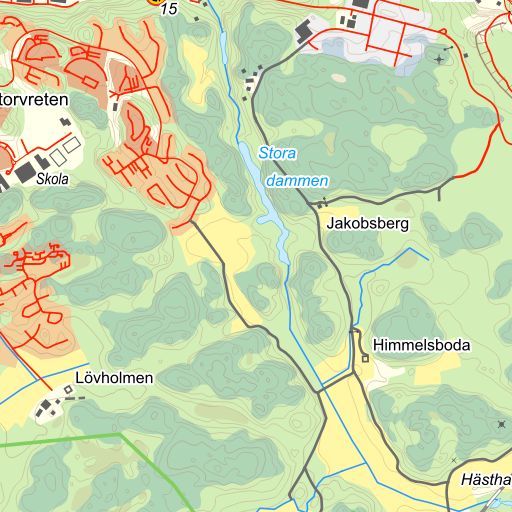 15
torvreten
Skola
Stora
dammen
Jakobsberg
Himmelsboda
Lövholmen
Hästha